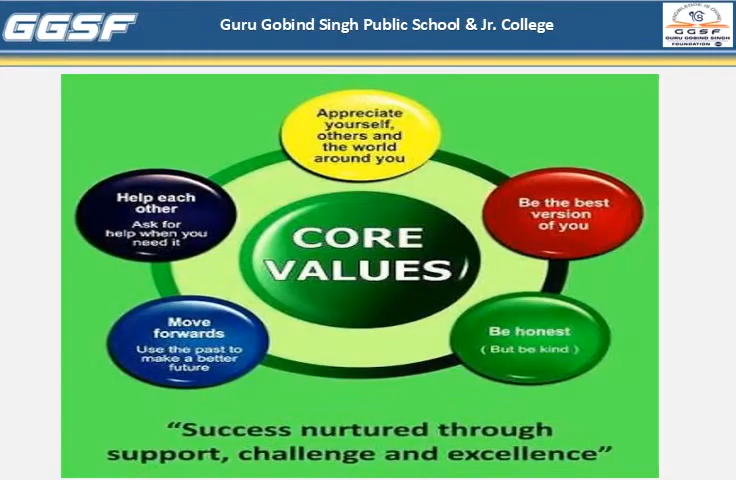 GGSF
Guru Gobind Singh Public School & Jr. College
GGSF
GURU GOBIND SINGH
FOUNDATION
Appreciate
yourself,
others and
the world
around you
Help each
other
Ask for
help when you
need it
Be the best
version
of you
CORE
VALUES
Move
forwards
Use the past to
make a better
future
Be honest
( But be kind )
“Success nurtured through
support, challenge and excellence”